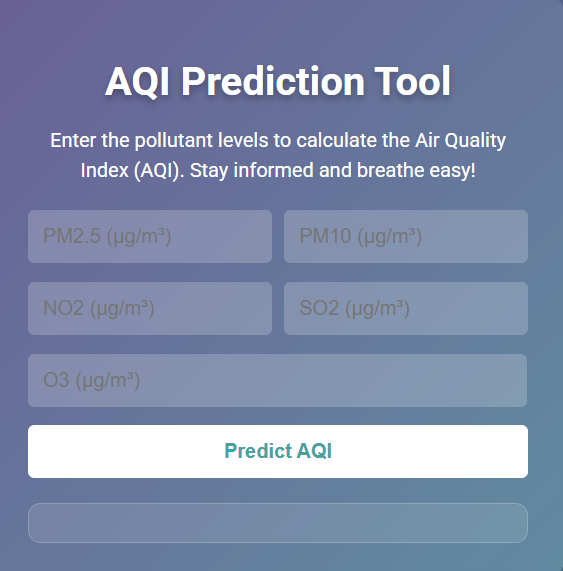 AQI Prediction Tool
Enter the pollutant levels to calculate the Air Quality
Index (AQI). Stay informed and breathe easy!
PM2.5 (µg/m³)
PM10 (µg/m³)
NO2 (µg/m³)
SO2 (µg/m³)
O3 (µg/m³)
Predict AQI